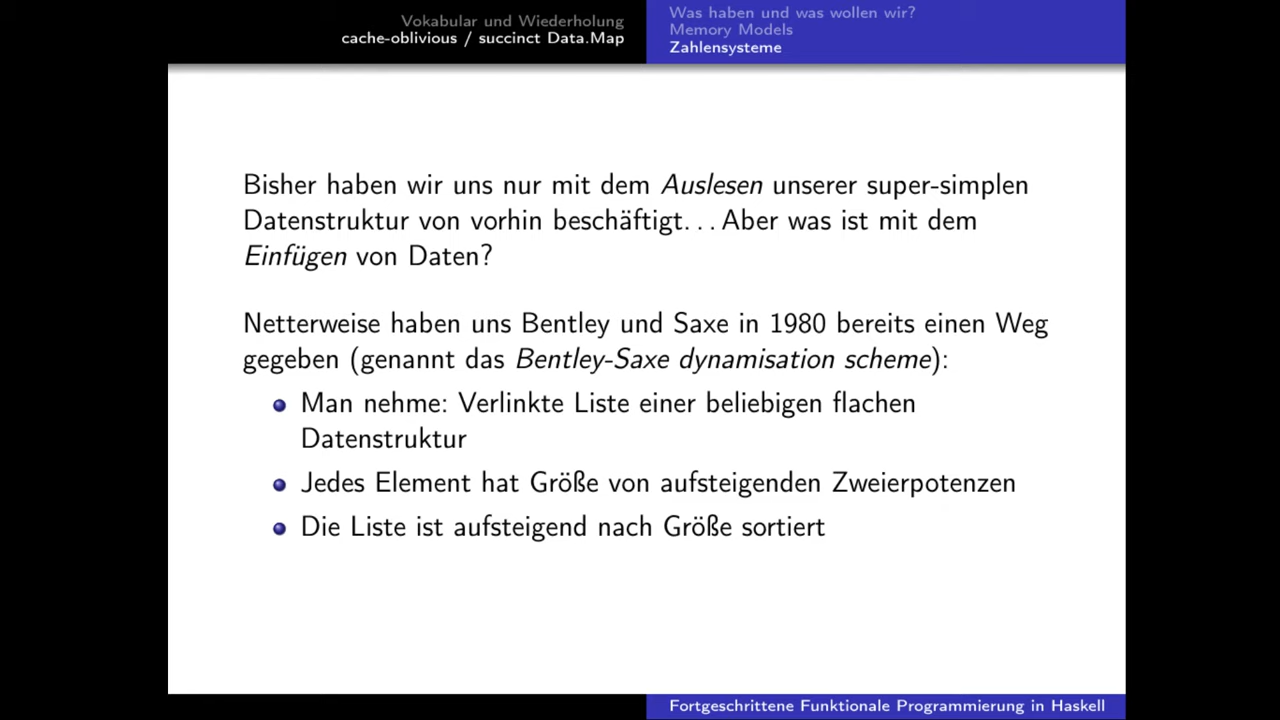 Vokabular und Wiederholung
cache-oblivious / succinct Data.Map
Was haben und was wollen wir?
Memory Models
Zahlensysteme
Bisher haben wir uns nur mit dem Auslesen unserer super-simplen
Datenstruktur von vorhin beschäftigt. . . Aber was ist mit dem
Einfügen von Daten?
Netterweise haben uns Bentley und Saxe in 1980 bereits einen Weg
gegeben (genannt das Bentley-Saxe dynamisation scheme):
Man nehme: Verlinkte Liste einer beliebigen flachen
Datenstruktur
Jedes Element hat Größe von aufsteigenden Zweierpotenzen
Die Liste ist aufsteigend nach Größe sortiert
Fortgeschrittene Funktionale Programmierung in Haskell